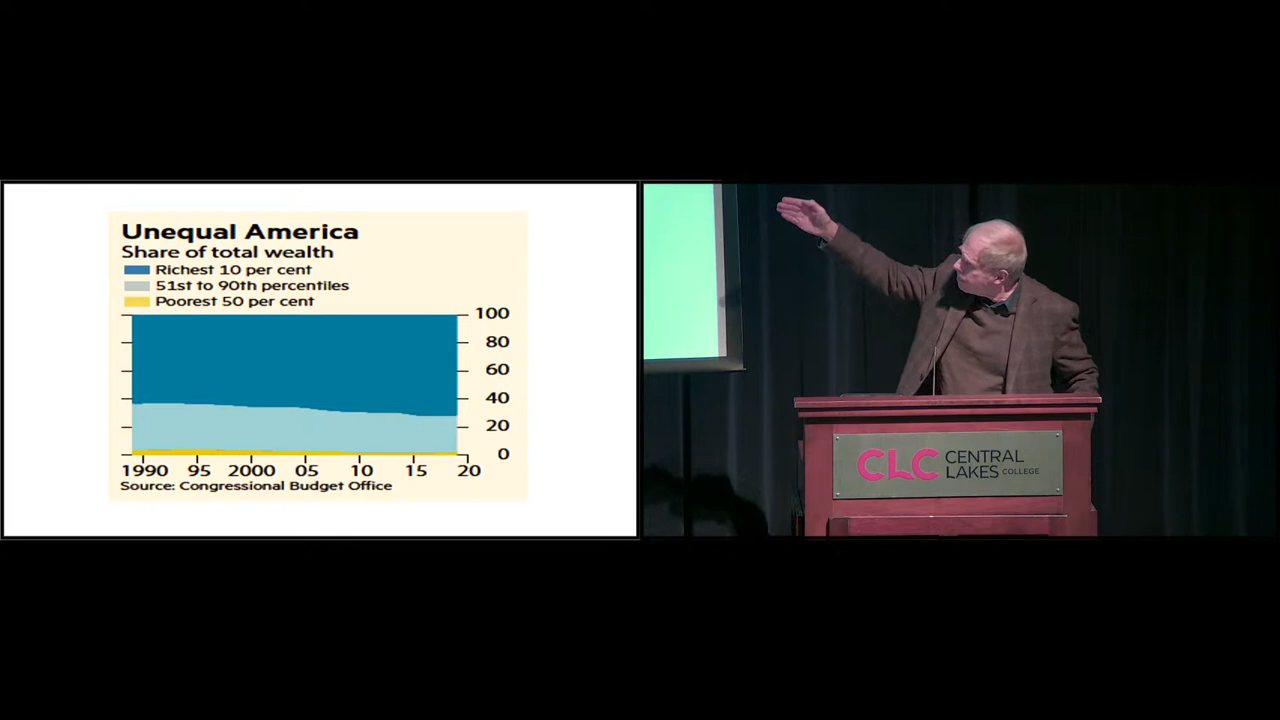 Unequal America
Share of total wealth
Richest 10 per cent
51st to 90th percentiles
Poorest 50 per cent
100
80
60
40
20
0
1990 95 2000 05 10 15 20
Source: Congressional Budget Office
CLC CENTRAL
LAKES COLLEGE